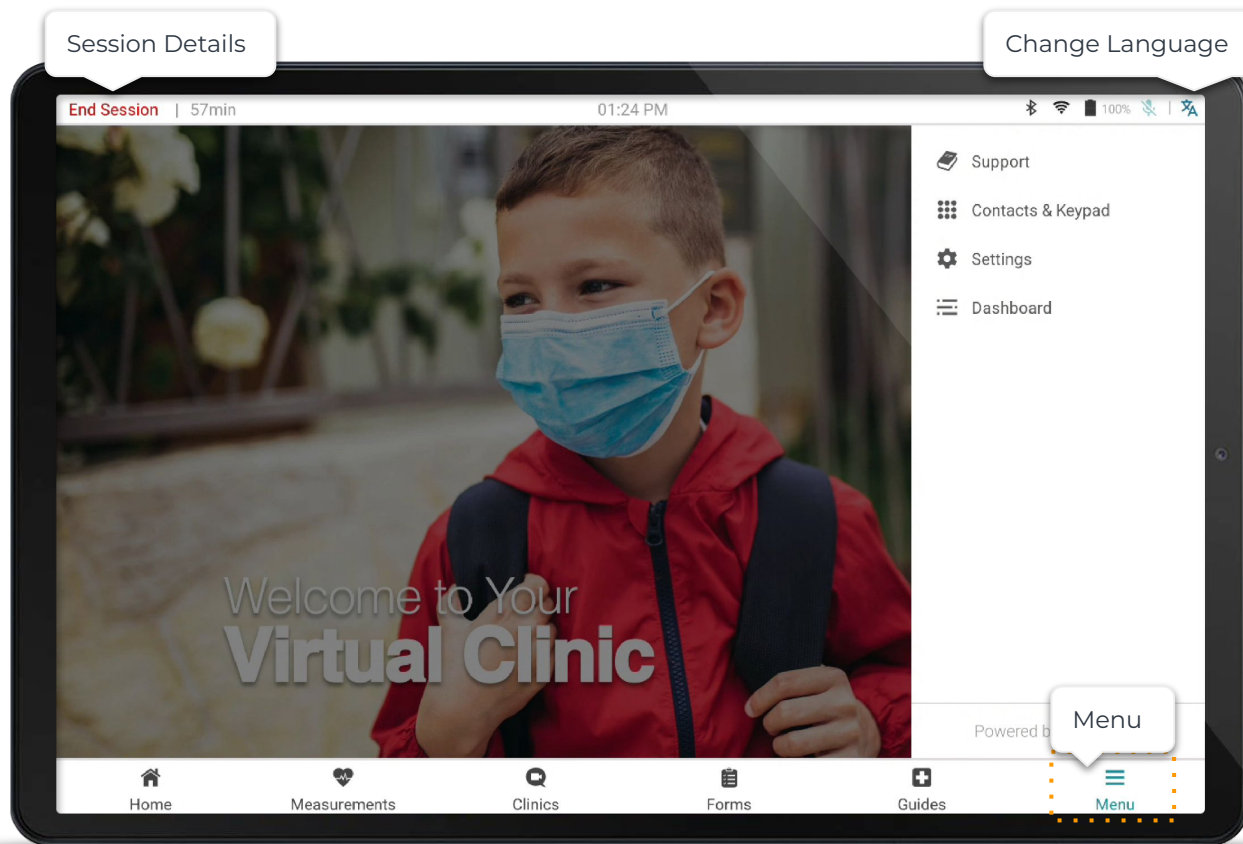 Session Details
Change Language
End Session | 57min
01:24 PM
100% |
Support
Contacts & Keypad
Settings
Dashboard
Welcome to Your
Virtual Clinic
Powered b
Menu
Home
Measurements
Clinics
Forms
Guides
Menu